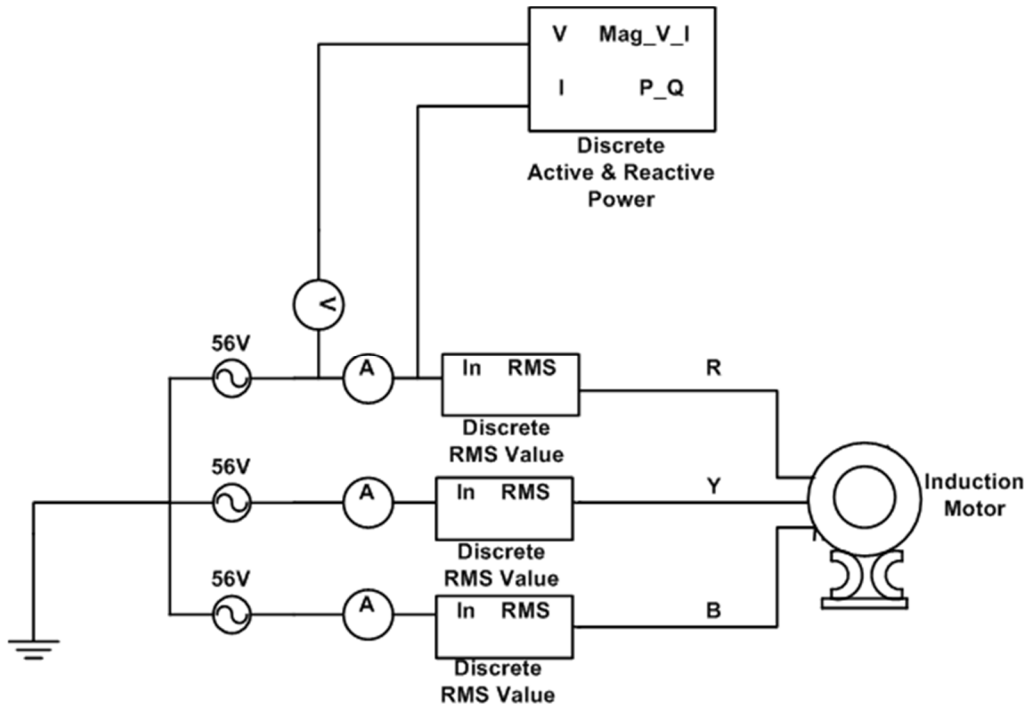 V Mag_V_I
I P_Q
Discrete
Active & Reactive
Power
V
56V
A
In RMS
Discrete
RMS Value
R
56V
A
In RMS
Discrete
RMS Value
Y
Induction
Motor
56V
A
In RMS
Discrete
RMS Value
B